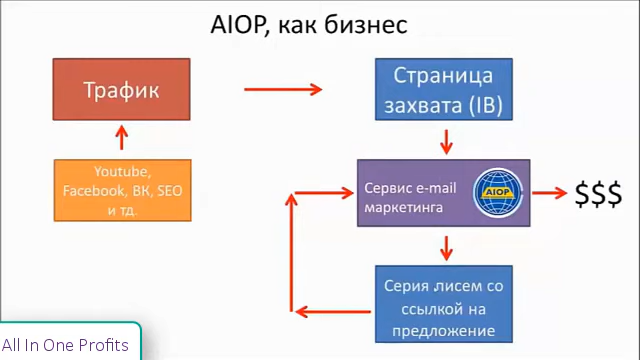 AIOP, как бизнес
Трафик
Страница
захвата (IB)
Youtube,
Facebook, ВК, SEO
и тд.
Сервис e-mail
маркетинга
AIOP
$$$
Серия лисем со
ссылкой на
предложение
All In One Profits